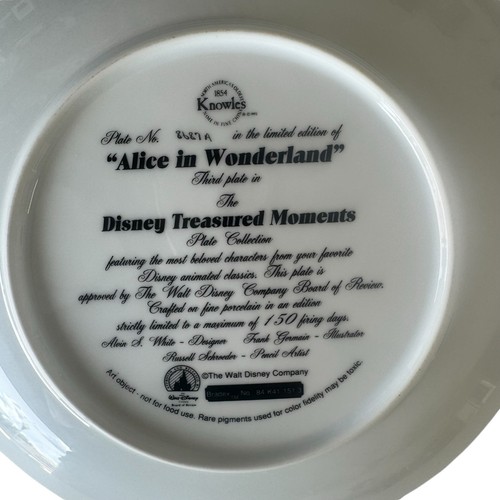 1854
Knowles
Plate No. 8627A in the limited edition of
"Alice in Wonderland"
Third plate in
The
Disney Treasured Moments
Plate Collection
featuring the most beloved characters from your favorite
Disney animated classics. This plate is
approved by The Walt Disney Company Board of Review.
Crafted on fine porcelain in an edition
strictly limited to a maximum of 150 firing days.
Alvin S. White - Designer Frank Germain - Illustrator
Russell Schroeder - Pencil Artist
©The Walt Disney Company
Art object - not for food use. Rare pigments used for color fidelity may be toxic.